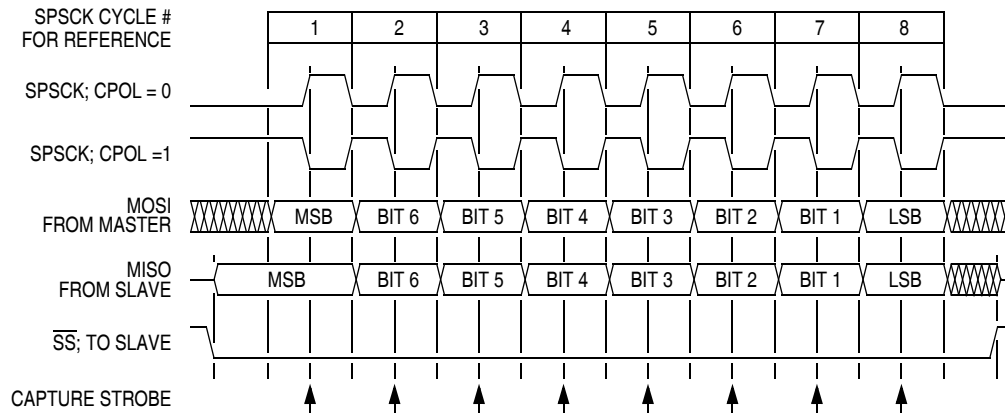 SPSCK CYCLE #
FOR REFERENCE
1 2 3 4 5 6 7 8
SPSCK; CPOL = 0
SPSCK; CPOL =1
MOSI
FROM MASTER
MSB BIT 6 BIT 5 BIT 4 BIT 3 BIT 2 BIT 1 LSB
MISO
FROM SLAVE
MSB BIT 6 BIT 5 BIT 4 BIT 3 BIT 2 BIT 1 LSB
S̅S̅; TO SLAVE
CAPTURE STROBE